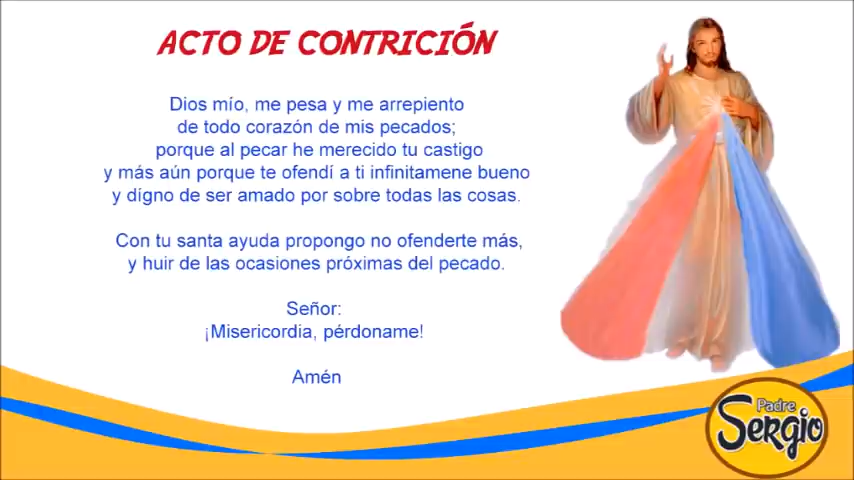 ACTO DE CONTRICIÓN
Dios mío, me pesa y me arrepiento
de todo corazón de mis pecados;
porque al pecar he merecido tu castigo
y más aún porque te ofendí a ti infinitamene bueno
y dígno de ser amado por sobre todas las cosas.
Con tu santa ayuda propongo no ofenderte más,
y huir de las ocasiones próximas del pecado.
Señor:
¡Misericordia, pérdoname!
Amén
Padre
Sergio